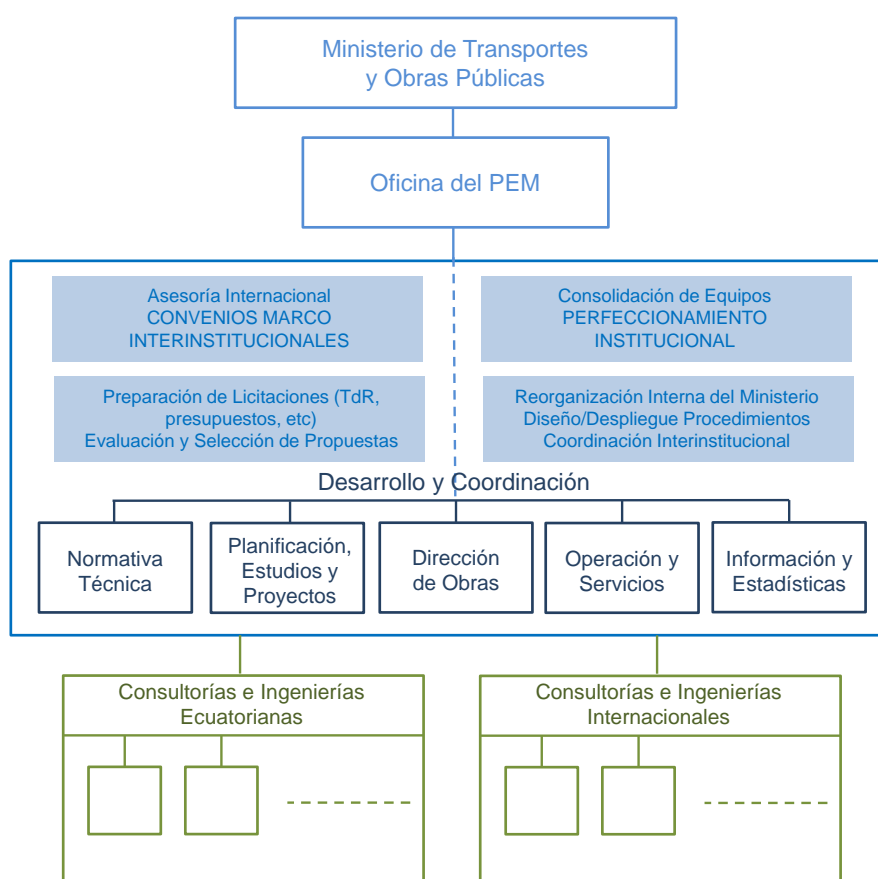 Ministerio de Transportes
y Obras Públicas
Oficina del PEM
Asesoría Internacional
CONVENIOS MARCO
INTERINSTITUCIONALES
Consolidación de Equipos
PERFECCIONAMIENTO
INSTITUCIONAL
Preparación de Licitaciones (TdR,
presupuestos, etc)
Evaluación y Selección de Propuestas
Reorganización Interna del Ministerio
Diseño/Despliegue Procedimientos
Coordinación Interinstitucional
Desarrollo y Coordinación
Normativa
Técnica
Planificación,
Estudios y
Proyectos
Dirección
de Obras
Operación y
Servicios
Información y
Estadísticas
Consultorías e Ingenierías
Ecuatorianas
Consultorías e Ingenierías
Internacionales